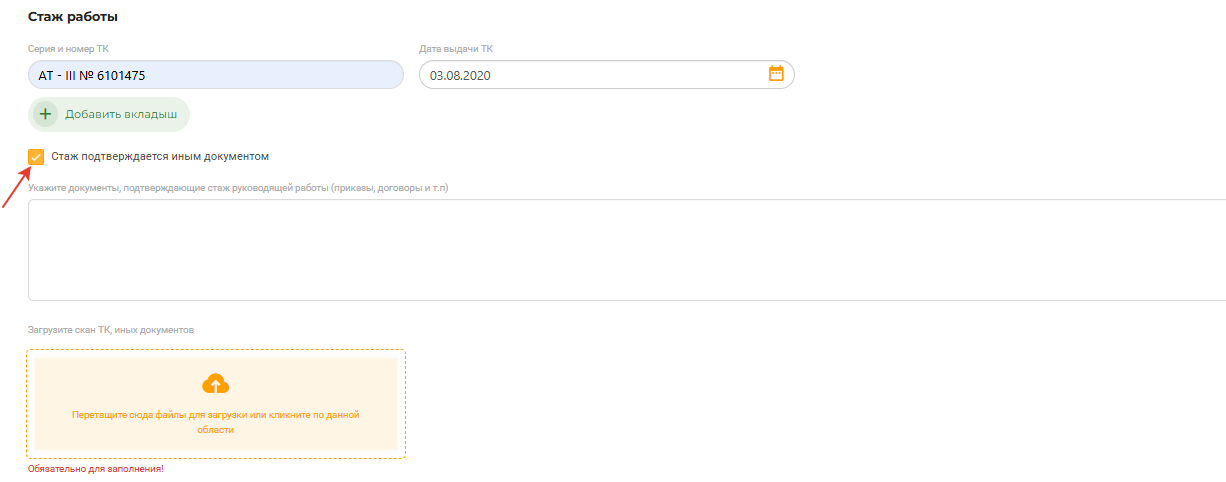 Стаж работы
Серия и номер ТК
Дата выдачи ТК
АТ - III № 6101475
03.08.2020
Добавить вкладыш
Стаж подтверждается иным документом
Укажите документы, подтверждающие стаж руководящей работы (приказы, договоры и т.п)
Загрузите скан ТК, иных документов
Перетащите сюда файлы для загрузки или кликните по данной
области
Обязательно для заполнения!